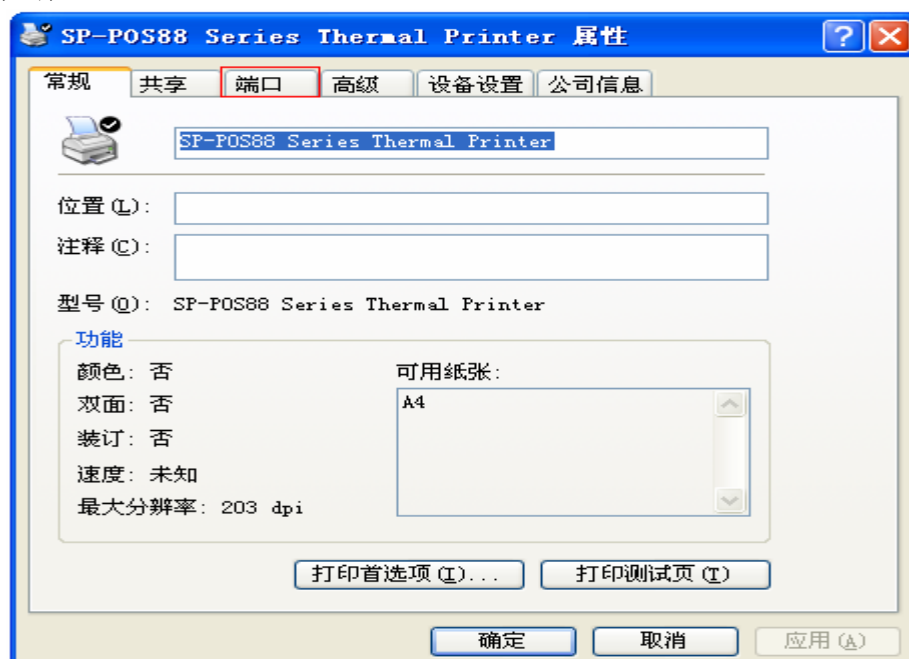 SP-POS88 Series Thermal Printer 属性
常规 共享 端口 高级 设备设置 公司信息
SP-POS88 Series Thermal Printer
位置(L):
注释(C):
型号(O): SP-POS88 Series Thermal Printer
功能
颜色: 否 可用纸张:
双面: 否 A4
装订: 否
速度: 未知
最大分辨率: 203 dpi
打印首选项(I)... 打印测试页(T)
确定 取消 应用(A)